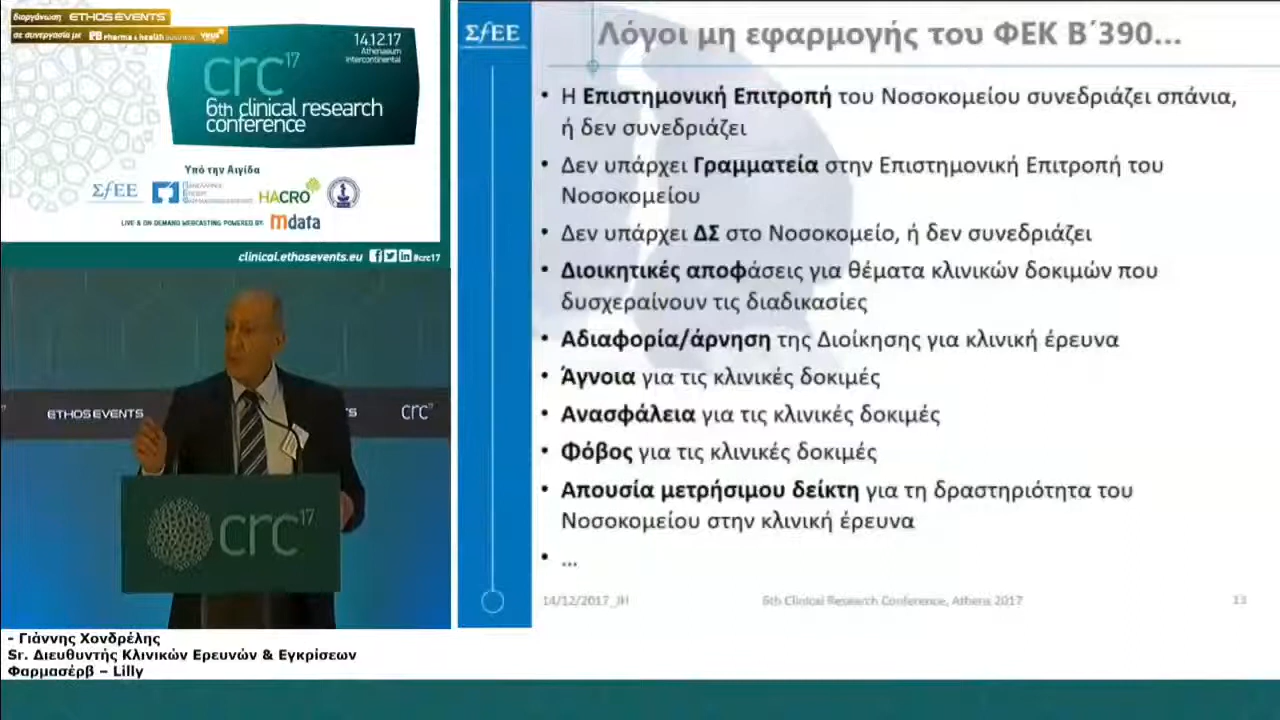 διοργάνωση ETHOS EVENTS
σε συνεργασία με PB Pharma & health business virus
14.12.17
Athenaeum
Intercontinental
crc17
6th clinical research
conference
Υπό την Αιγίδα
ΣfΕΕ
HACRO
LIVE & ON DEMAND WEBCASTING POWERED BY: mdata
clinical.ethosevents.eu #crc17
ETHOS EVENTS
crc17
crc17
- Γιάννης Χονδρέλης
Sr. Διευθυντής Κλινικών Ερευνών & Εγκρίσεων
Φαρμασέρβ – Lilly
ΣfΕΕ
Λόγοι μη εφαρμογής του ΦΕΚ Β΄390...
• Η Επιστημονική Επιτροπή του Νοσοκομείου συνεδριάζει σπάνια,
ή δεν συνεδριάζει
• Δεν υπάρχει Γραμματεία στην Επιστημονική Επιτροπή του
Νοσοκομείου
• Δεν υπάρχει ΔΣ στο Νοσοκομείο, ή δεν συνεδριάζει
• Διοικητικές αποφάσεις για θέματα κλινικών δοκιμών που
δυσχεραίνουν τις διαδικασίες
• Αδιαφορία/άρνηση της Διοίκησης για κλινική έρευνα
• Άγνοια για τις κλινικές δοκιμές
• Ανασφάλεια για τις κλινικές δοκιμές
• Φόβος για τις κλινικές δοκιμές
• Απουσία μετρήσιμου δείκτη για τη δραστηριότητα του
Νοσοκομείου στην κλινική έρευνα
• ...
14/12/2017_JH 6th Clinical Research Conference, Athens 2017 13